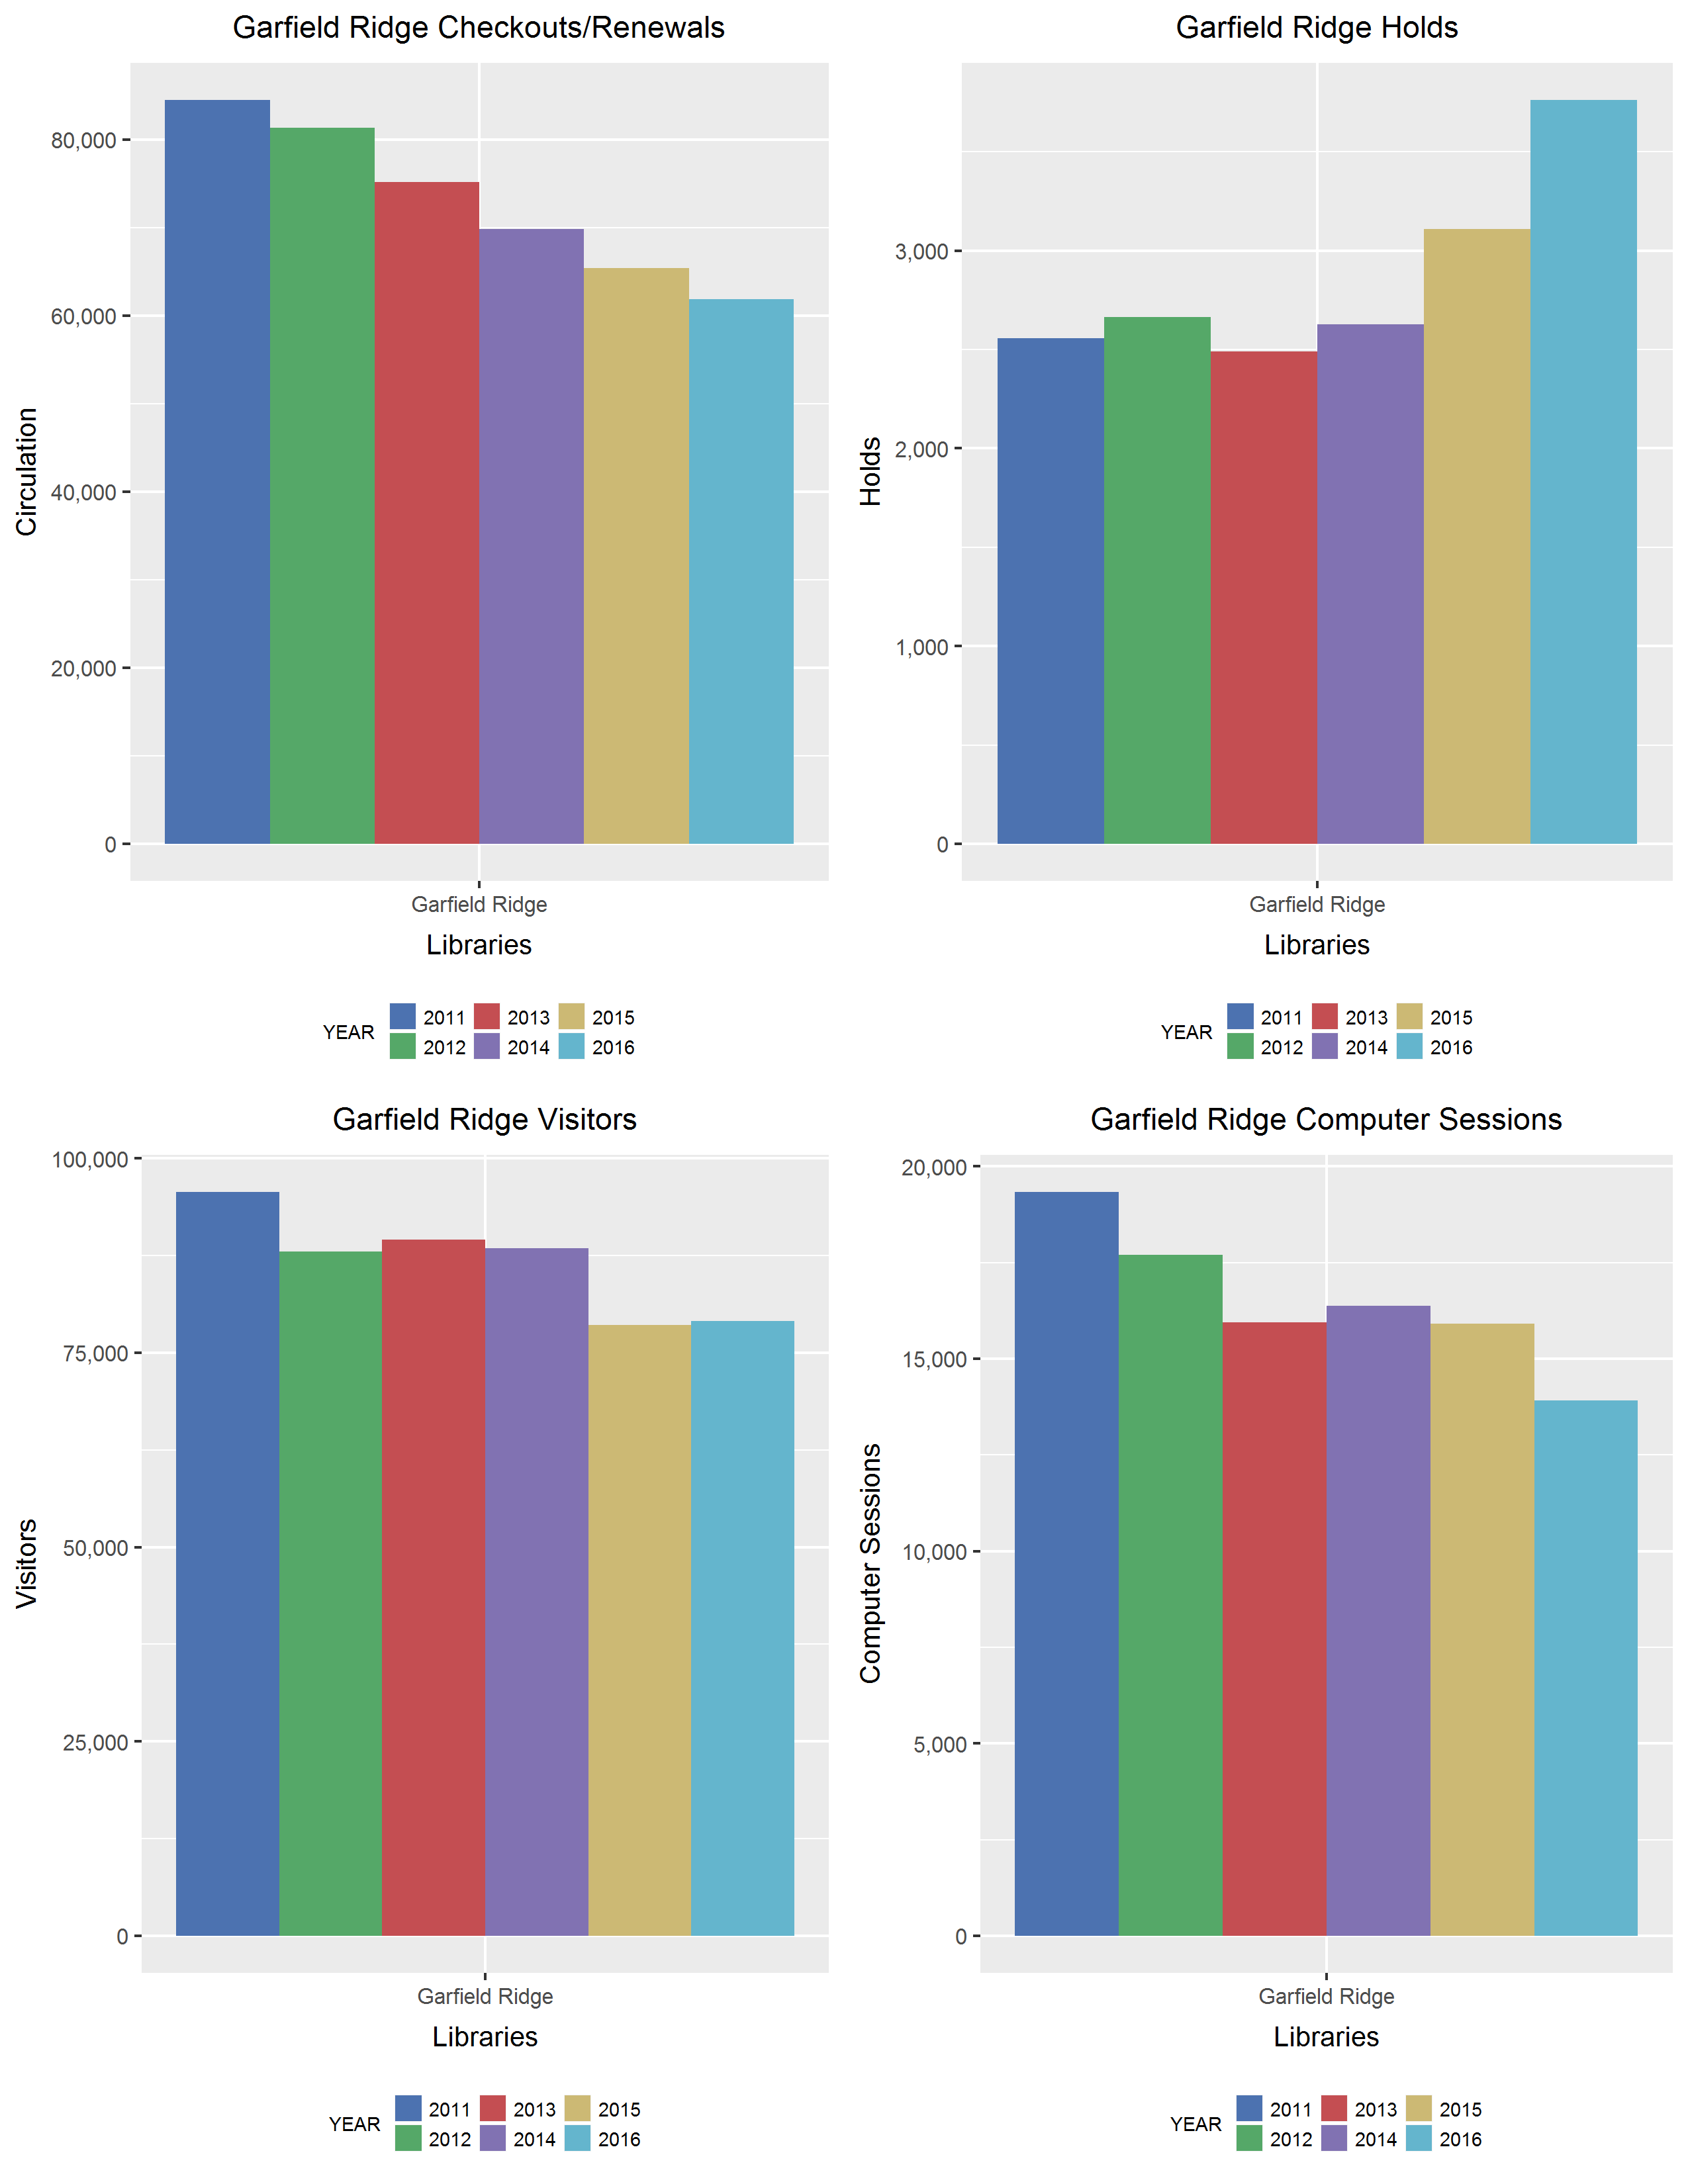 Garfield Ridge Checkouts/Renewals
Circulation
80,000
60,000
40,000
20,000
0
Garfield Ridge
Libraries
YEAR
2011 2013 2015
2012 2014 2016
Garfield Ridge Holds
Holds
3,000
2,000
1,000
0
Garfield Ridge
Libraries
YEAR
2011 2013 2015
2012 2014 2016
Garfield Ridge Visitors
Visitors
100,000
75,000
50,000
25,000
0
Garfield Ridge
Libraries
YEAR
2011 2013 2015
2012 2014 2016
Garfield Ridge Computer Sessions
Computer Sessions
20,000
15,000
10,000
5,000
0
Garfield Ridge
Libraries
YEAR
2011 2013 2015
2012 2014 2016